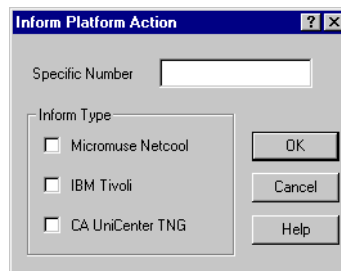 Inform Platform Action
Specific Number
Inform Type
Micromuse Netcool
IBM Tivoli
CA UniCenter TNG
OK
Cancel
Help